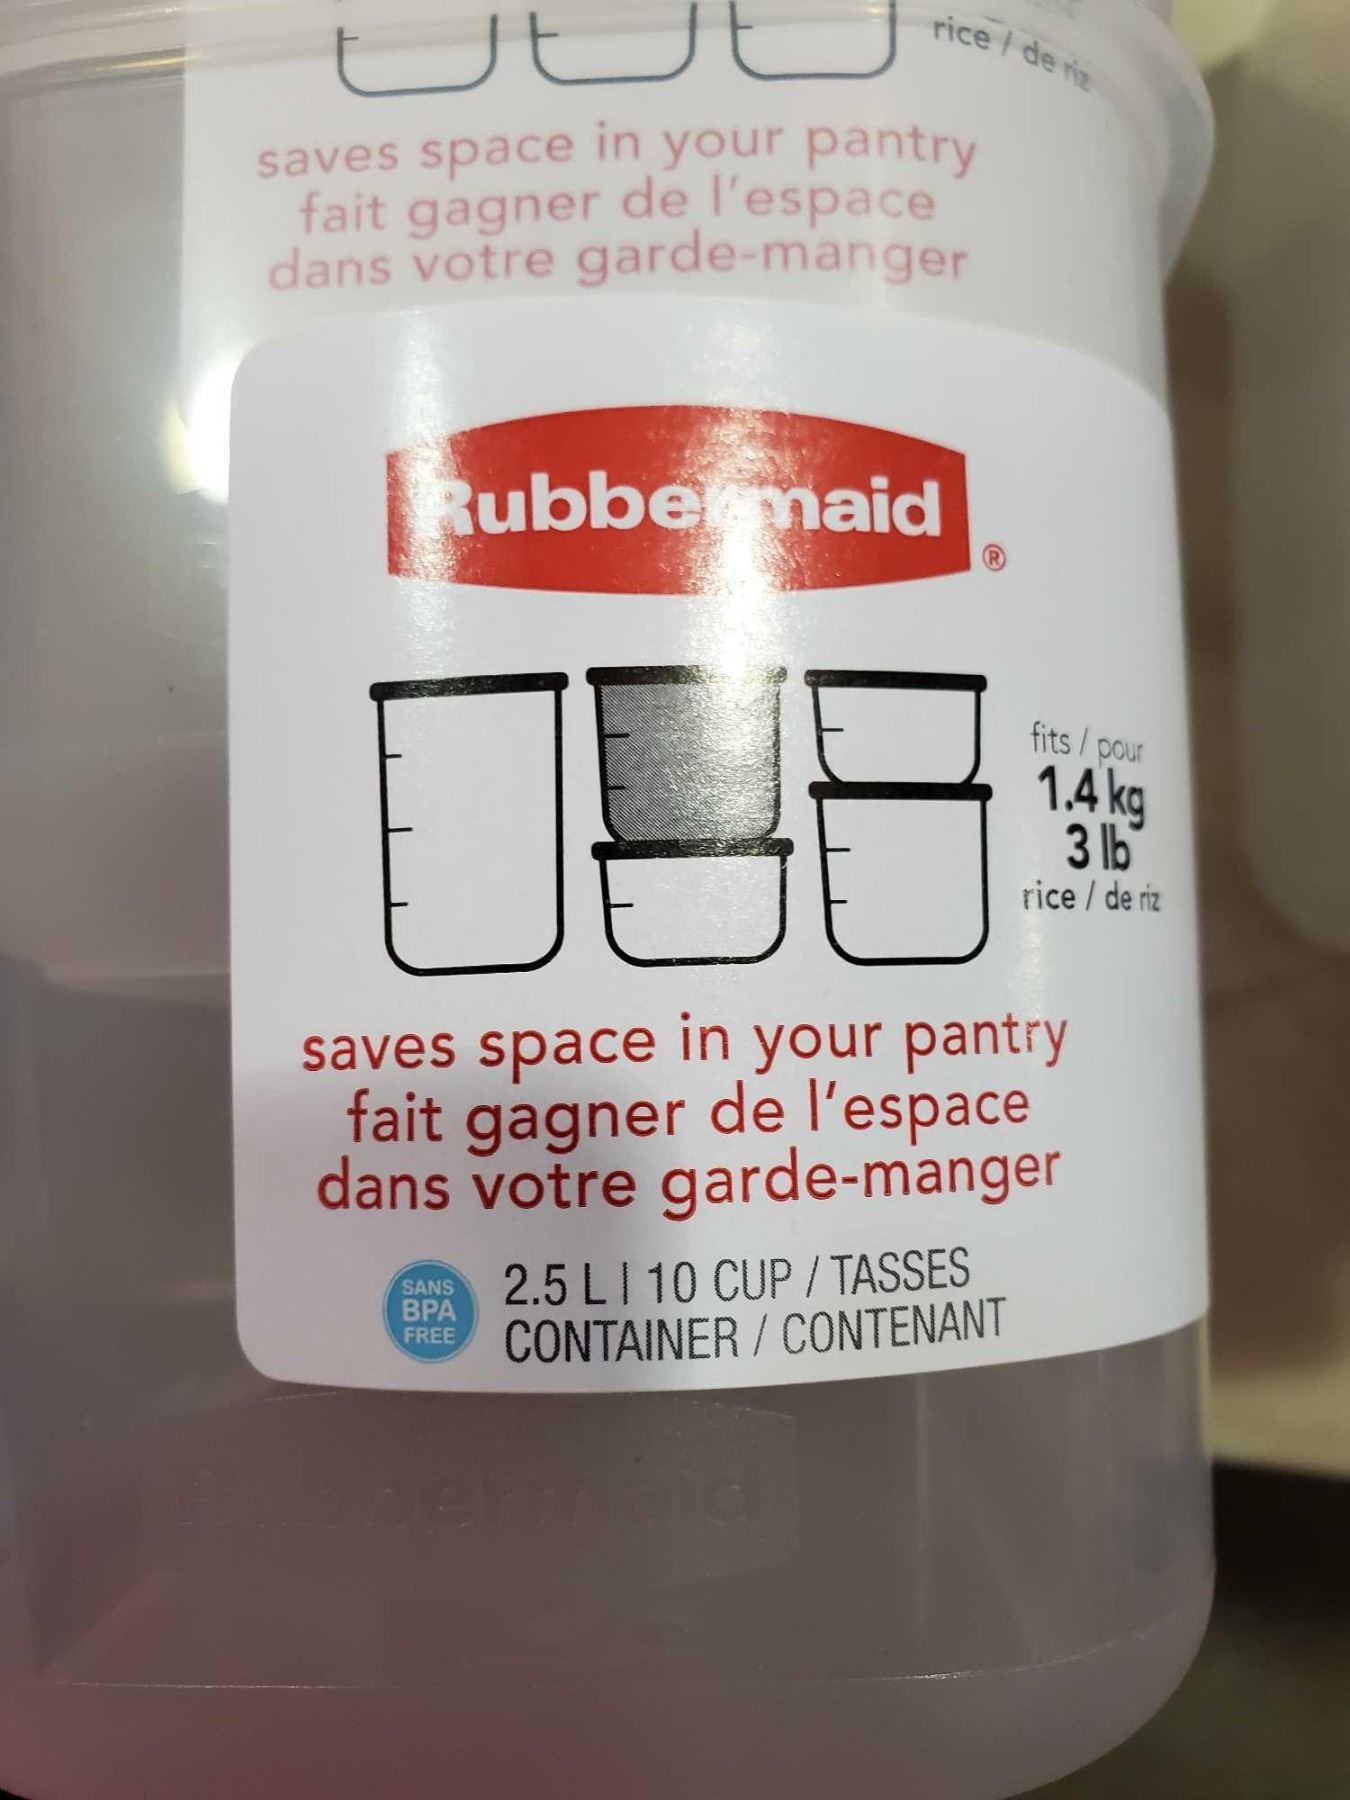 rice / de riz
saves space in your pantry
fait gagner de l'espace
dans votre garde-manger
Rubbermaid
®
fits / pour
1.4 kg
3 lb
rice / de riz
saves space in your pantry
fait gagner de l'espace
dans votre garde-manger
SANS
BPA
FREE
2.5 L | 10 CUP / TASSES
CONTAINER / CONTENANT
Rubbermaid